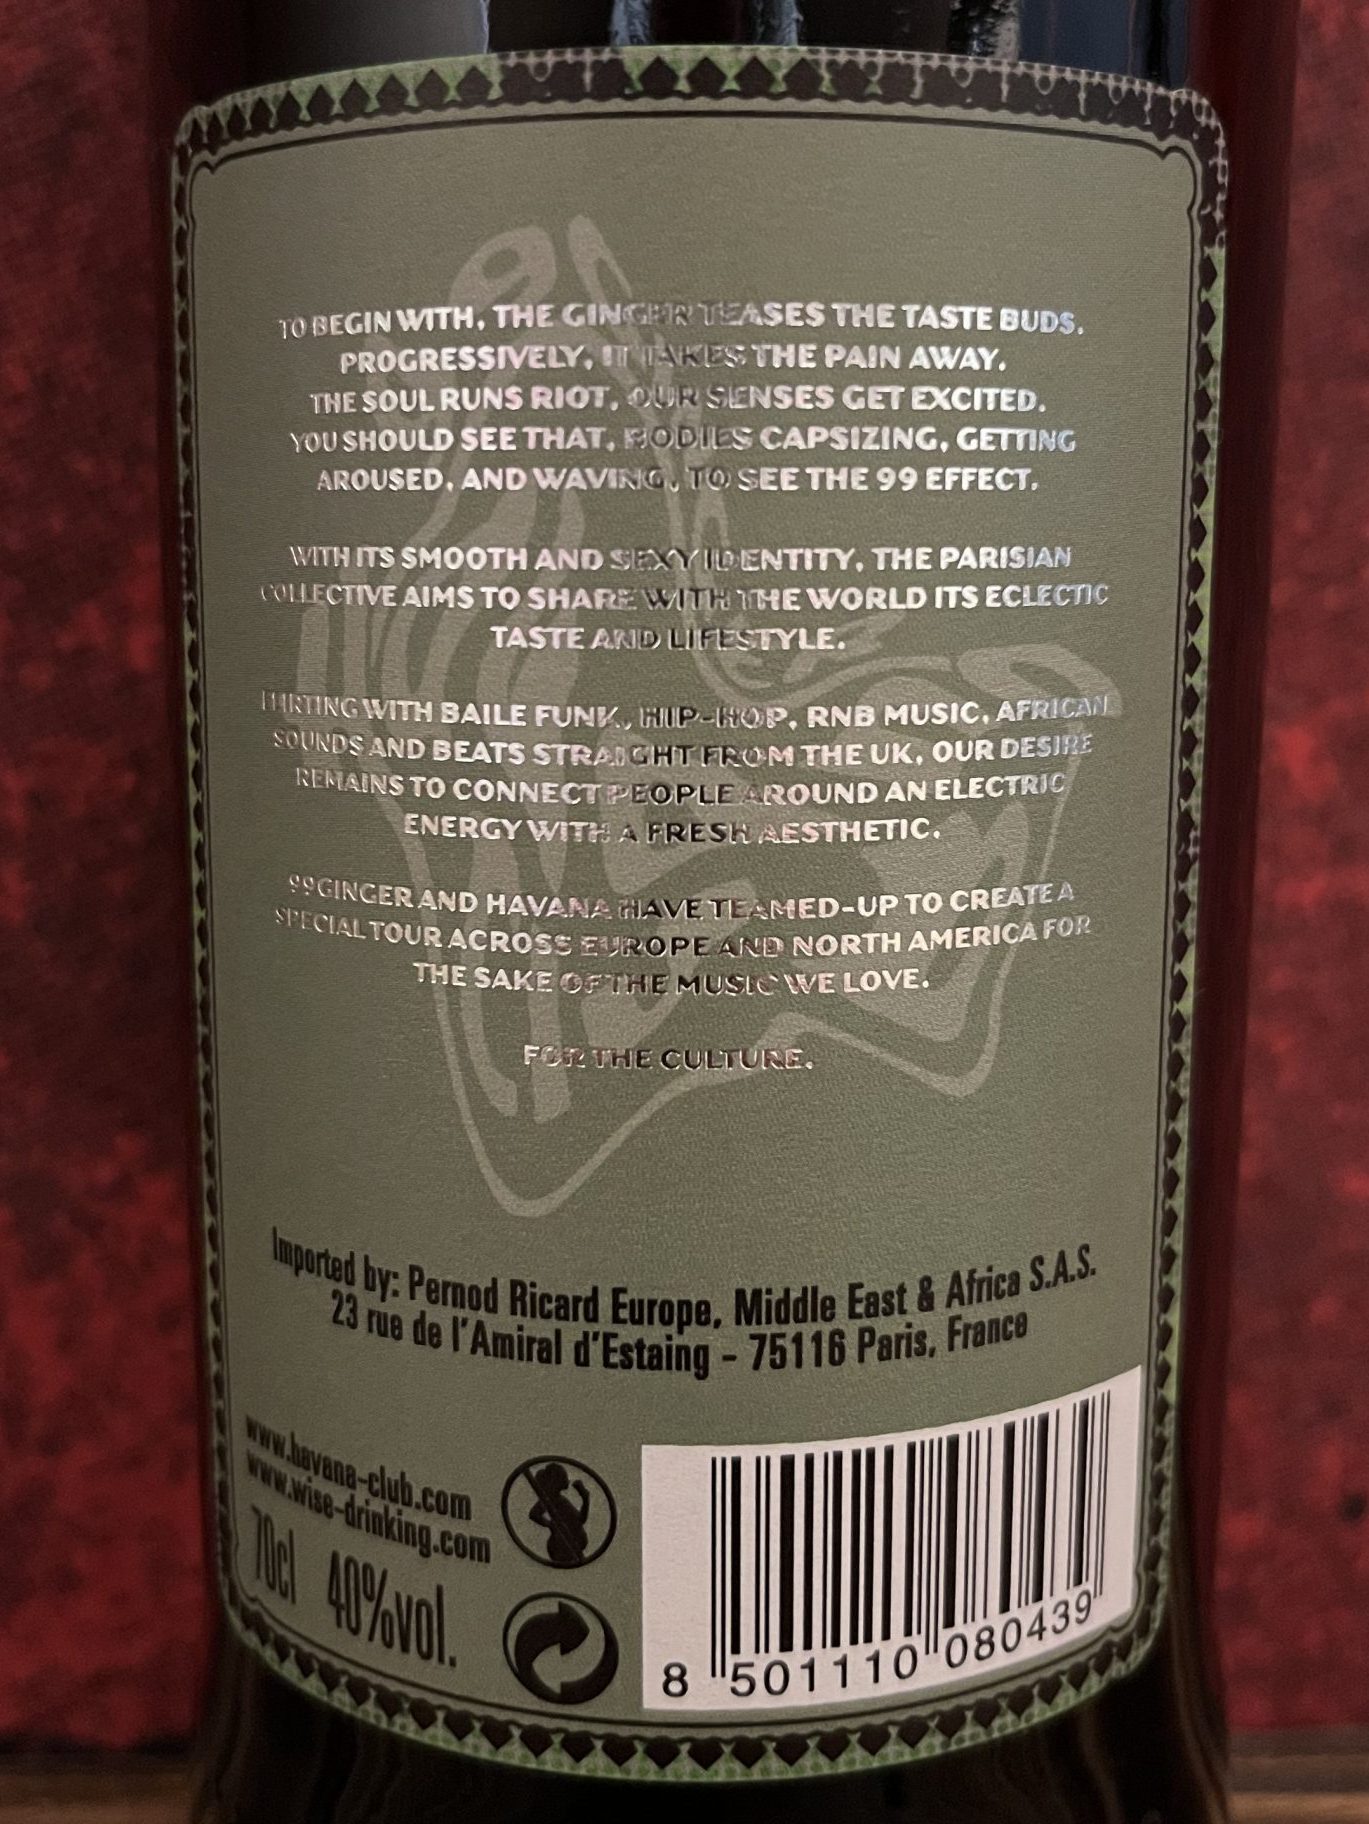 TO BEGIN WITH, THE GINGER TEASES THE TASTE BUDS.
PROGRESSIVELY, IT TAKES THE PAIN AWAY.
THE SOUL RUNS RIOT, OUR SENSES GET EXCITED.
YOU SHOULD SEE THAT, BODIES CAPSIZING, GETTING
AROUSED, AND WAVING, TO SEE THE 99 EFFECT.
WITH ITS SMOOTH AND SEXY IDENTITY, THE PARISIAN
COLLECTIVE AIMS TO SHARE WITH THE WORLD ITS ECLECTIC
TASTE AND LIFESTYLE.
FLIRTING WITH BAILE FUNK, HIP-HOP, RNB MUSIC, AFRICAN
SOUNDS AND BEATS STRAIGHT FROM THE UK, OUR DESIRE
REMAINS TO CONNECT PEOPLE AROUND AN ELECTRIC
ENERGY WITH A FRESH AESTHETIC.
99GINGER AND HAVANA HAVE TEAMED-UP TO CREATE A
SPECIAL TOUR ACROSS EUROPE AND NORTH AMERICA FOR
THE SAKE OF THE MUSIC WE LOVE.
FOR THE CULTURE.
Imported by: Pernod Ricard Europe, Middle East & Africa S.A.S.
23 rue de l'Amiral d'Estaing - 75116 Paris, France
www.havana-club.com
www.wise-drinking.com
70cl 40%vol.
8 501110 080439